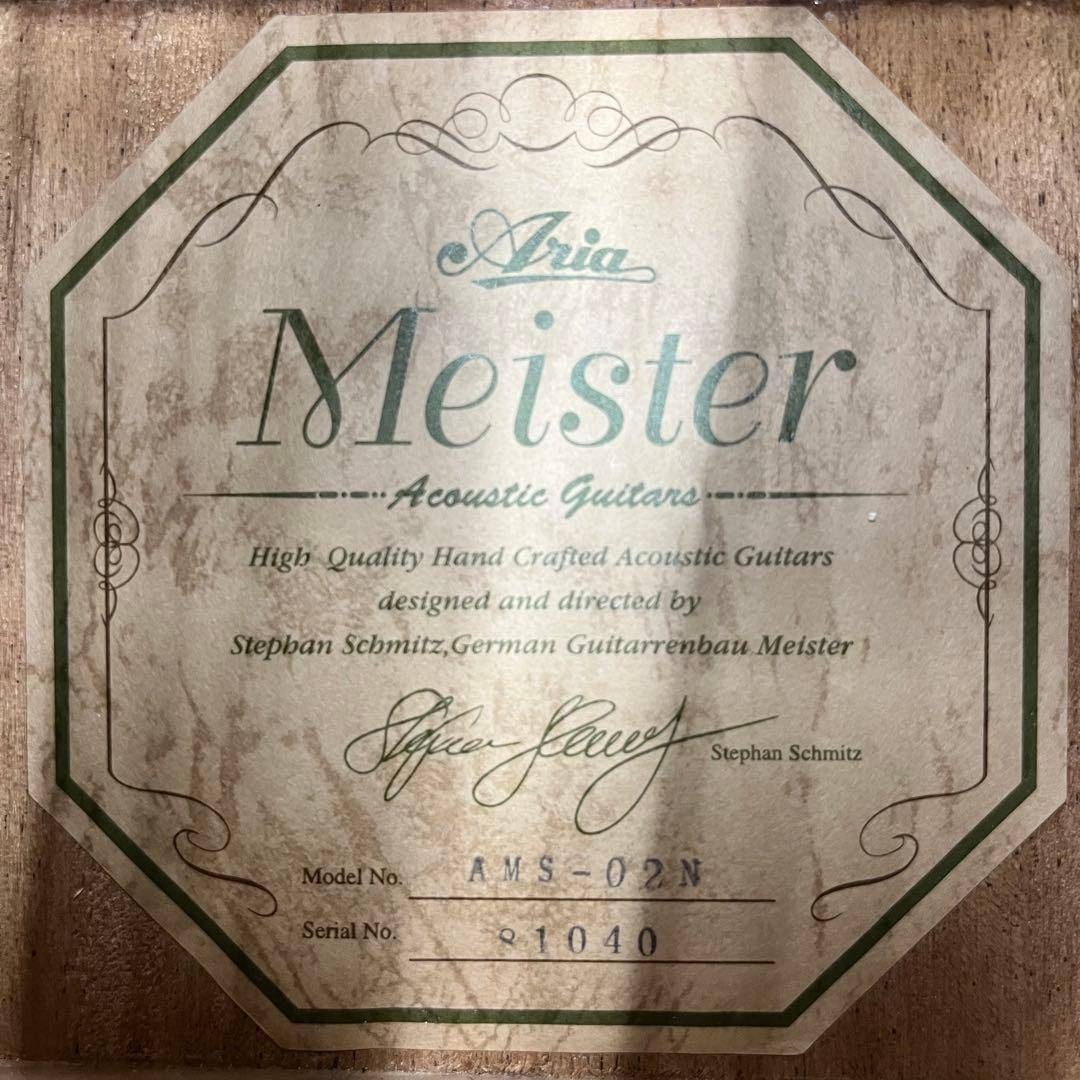 Aria
Meister
Acoustic Guitars
High Quality Hand Crafted Acoustic Guitars
designed and directed by
Stephan Schmitz,German Guitarrenbau Meister
Stephan Schmitz
Model No. AMS-02N
Serial No.